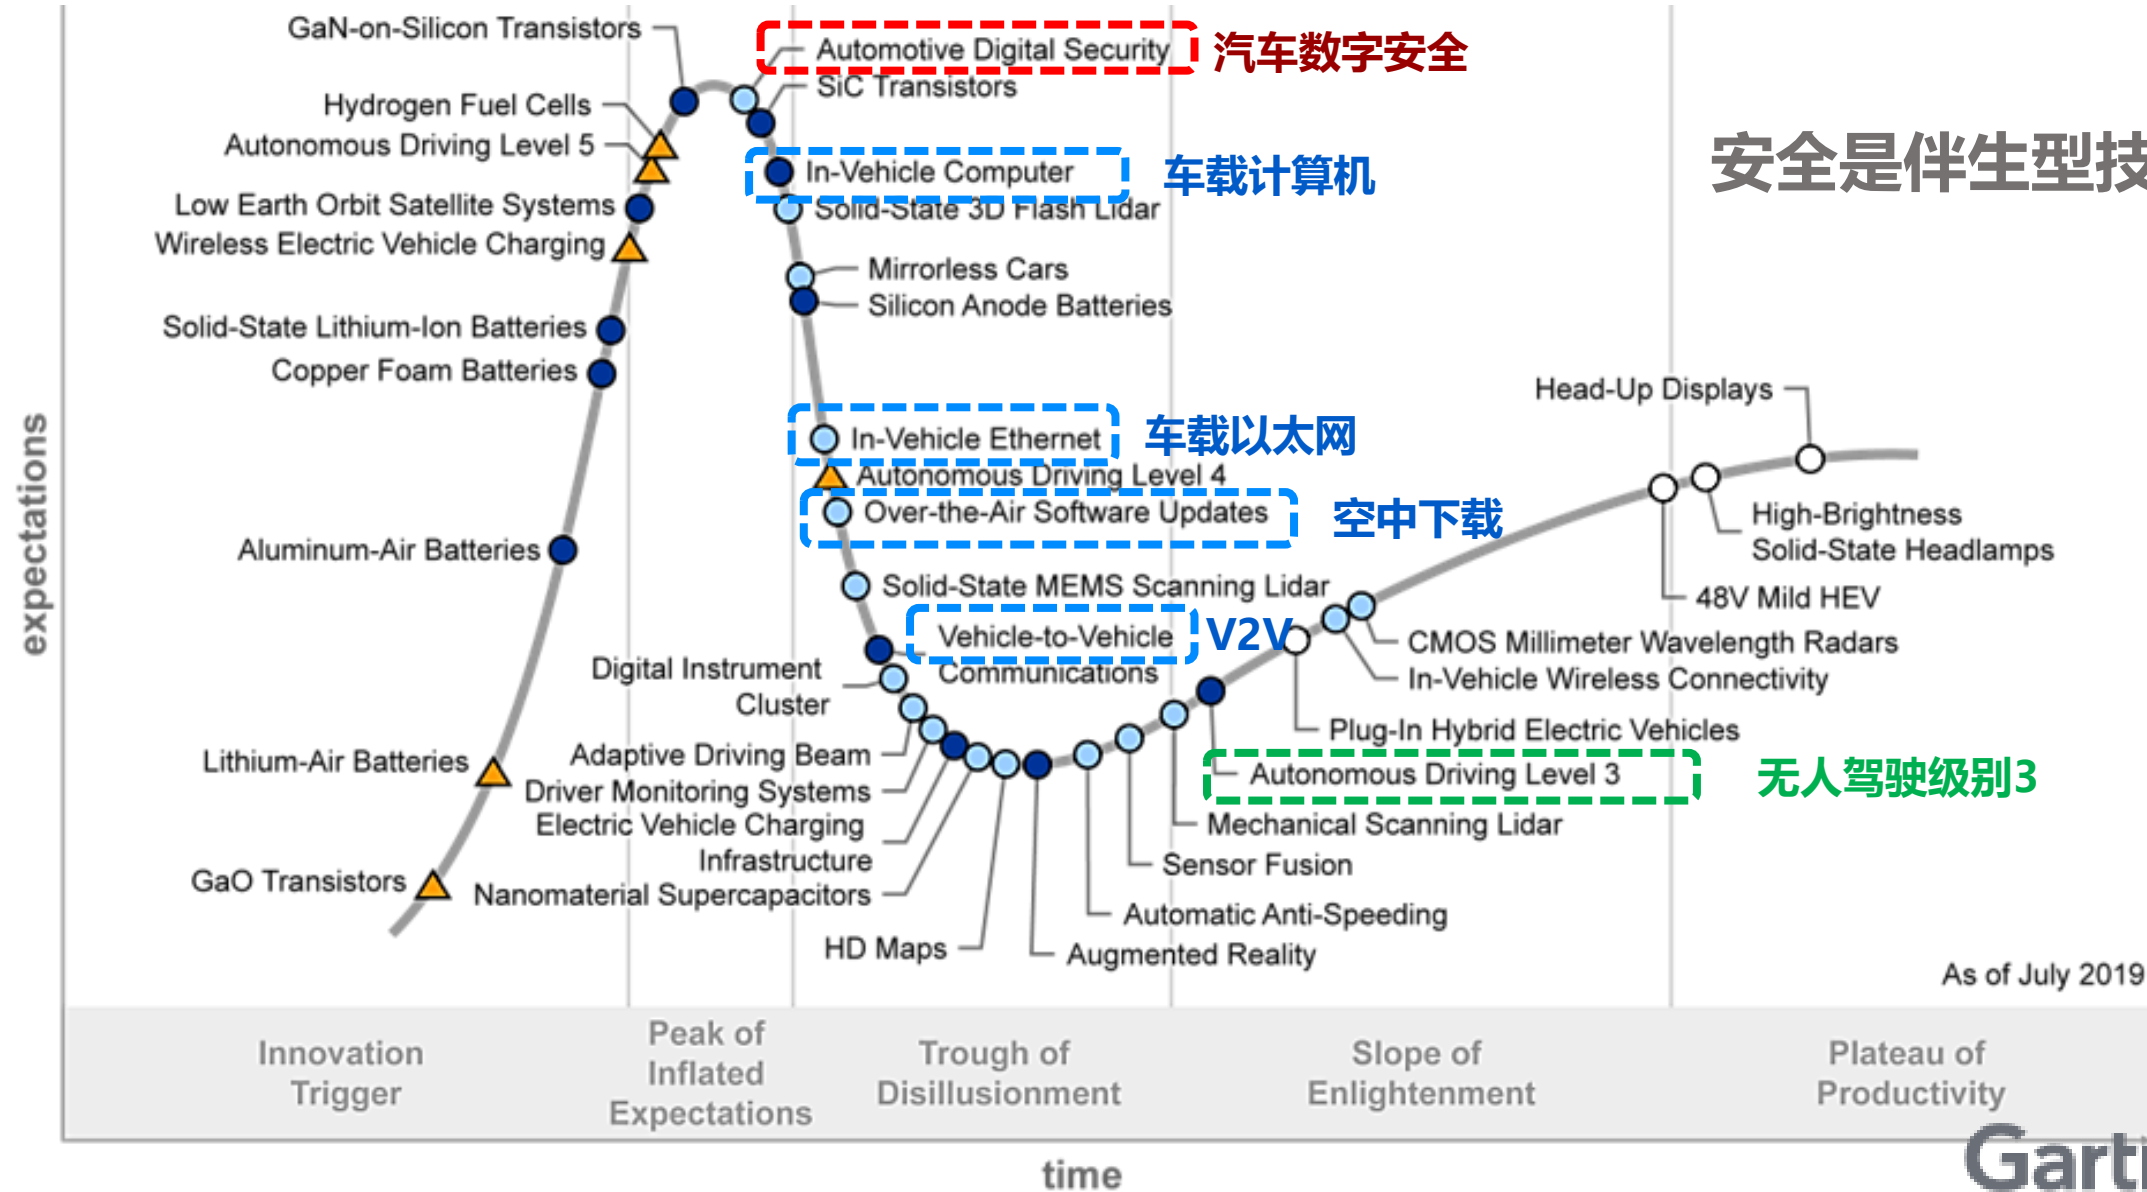 GaN-on-Silicon Transistors
Automotive Digital Security
汽车数字安全
SiC Transistors
Hydrogen Fuel Cells
Autonomous Driving Level 5
安全是伴生型技
In-Vehicle Computer
车载计算机
Low Earth Orbit Satellite Systems
Solid-State 3D Flash Lidar
Wireless Electric Vehicle Charging
Mirrorless Cars
Silicon Anode Batteries
Solid-State Lithium-Ion Batteries
Copper Foam Batteries
Head-Up Displays
In-Vehicle Ethernet
车载以太网
Autonomous Driving Level 4
Over-the-Air Software Updates
空中下载
High-Brightness
Solid-State Headlamps
Aluminum-Air Batteries
Solid-State MEMS Scanning Lidar
48V Mild HEV
Vehicle-to-Vehicle
Communications
V2V
CMOS Millimeter Wavelength Radars
In-Vehicle Wireless Connectivity
Digital Instrument
Cluster
Plug-In Hybrid Electric Vehicles
Adaptive Driving Beam
Lithium-Air Batteries
Autonomous Driving Level 3
无人驾驶级别3
Driver Monitoring Systems
Electric Vehicle Charging
Infrastructure
Mechanical Scanning Lidar
Sensor Fusion
GaO Transistors
Nanomaterial Supercapacitors
Automatic Anti-Speeding
HD Maps
Augmented Reality
As of July 2019
expectations
Innovation
Trigger
Peak of
Inflated
Expectations
Trough of
Disillusionment
Slope of
Enlightenment
Plateau of
Productivity
time